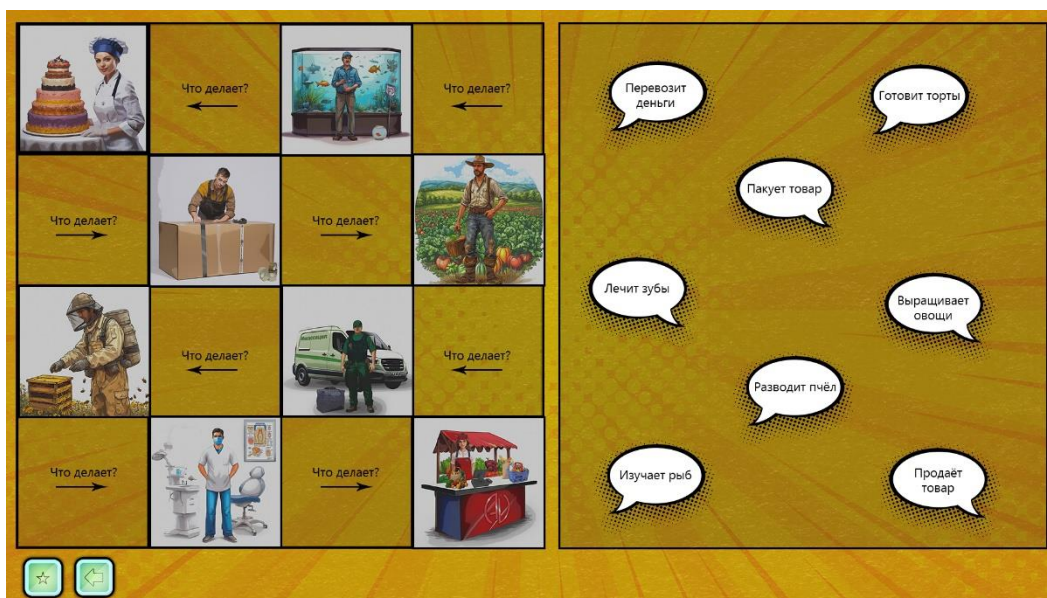 Что делает?
Что делает?
Что делает?
Что делает?
Что делает?
Что делает?
Что делает?
Что делает?
Перевозит
деньги
Готовит торты
Пакует товар
Лечит зубы
Выращивает
овощи
Разводит пчёл
Изучает рыб
Продаёт
товар